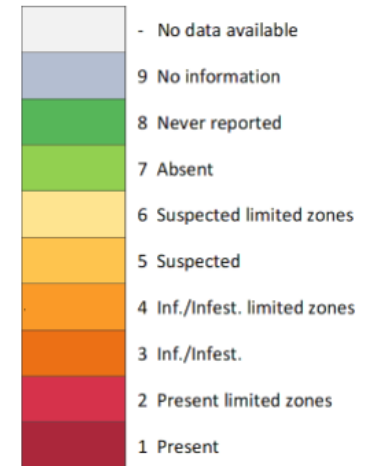 - No data available
9 No information
8 Never reported
7 Absent
6 Suspected limited zones
5 Suspected
4 Inf./Infest. limited zones
3 Inf./Infest.
2 Present limited zones
1 Present